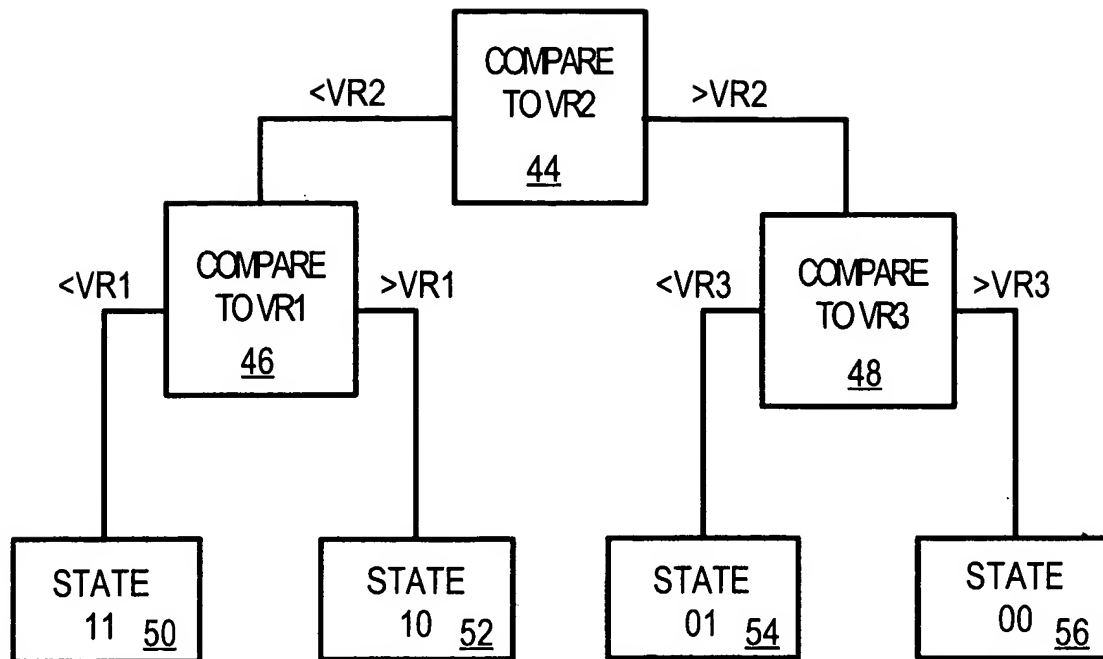 COMPARE
TO VR2
44
<VR2
>VR2
COMPARE
TO VR1
46
<VR1
>VR1
COMPARE
TO VR3
48
<VR3
>VR3
STATE
11 50
STATE
10 52
STATE
01 54
STATE
00 56